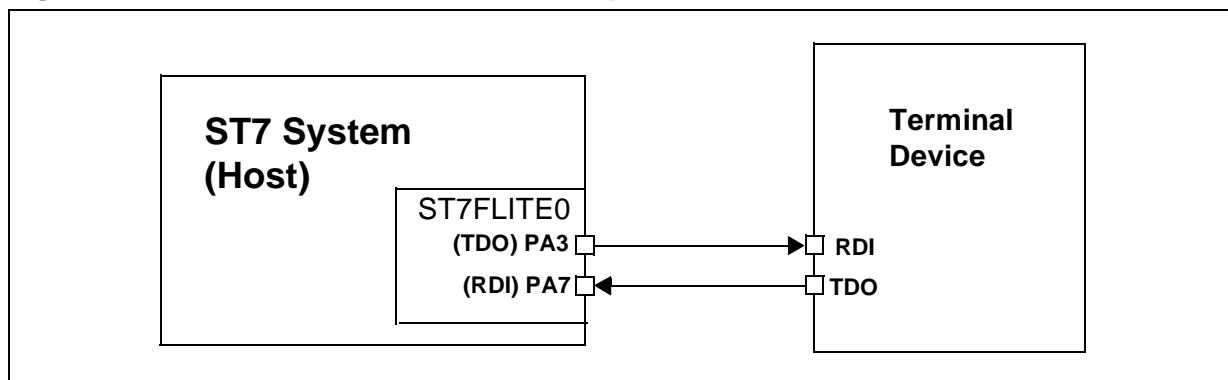 ST7 System
(Host)
ST7FLITE0
(TDO) PA3
(RDI) PA7
Terminal
Device
RDI
TDO